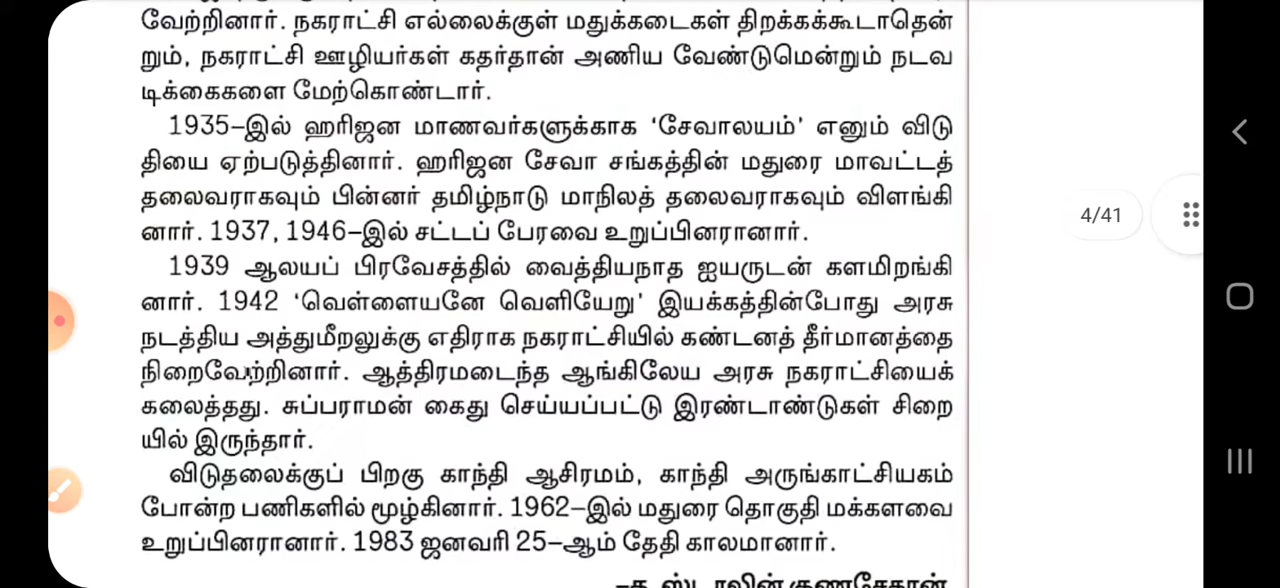 வேற்றினார். நகராட்சி எல்லைக்குள் மதுக்கடைகள் திறக்கக்கூடாதென்
றும், நகராட்சி ஊழியர்கள் கதர்தான் அணிய வேண்டுமென்றும் நடவ
டிக்கைகளை மேற்கொண்டார்.
1935–இல் ஹரிஜன மாணவர்களுக்காக ‘சேவாலயம்’ எனும் விடு
தியை ஏற்படுத்தினார். ஹரிஜன சேவா சங்கத்தின் மதுரை மாவட்டத்
தலைவராகவும் பின்னர் தமிழ்நாடு மாநிலத் தலைவராகவும் விளங்கி
னார். 1937, 1946–இல் சட்டப் பேரவை உறுப்பினரானார்.
4/41
1939 ஆலயப் பிரவேசத்தில் வைத்தியநாத ஐயருடன் களமிறங்கி
னார். 1942 ‘வெள்ளையனே வெளியேறு’ இயக்கத்தின்போது அரசு
நடத்திய அத்துமீறலுக்கு எதிராக நகராட்சியில் கண்டனத் தீர்மானத்தை
நிறைவேற்றினார். ஆத்திரமடைந்த ஆங்கிலேய அரசு நகராட்சியைக்
கலைத்தது. சுப்பராமன் கைது செய்யப்பட்டு இரண்டாண்டுகள் சிறை
யில் இருந்தார்.
விடுதலைக்குப் பிறகு காந்தி ஆசிரமம், காந்தி அருங்காட்சியகம்
போன்ற பணிகளில் மூழ்கினார். 1962–இல் மதுரை தொகுதி மக்களவை
உறுப்பினரானார். 1983 ஜனவரி 25–ஆம் தேதி காலமானார்.